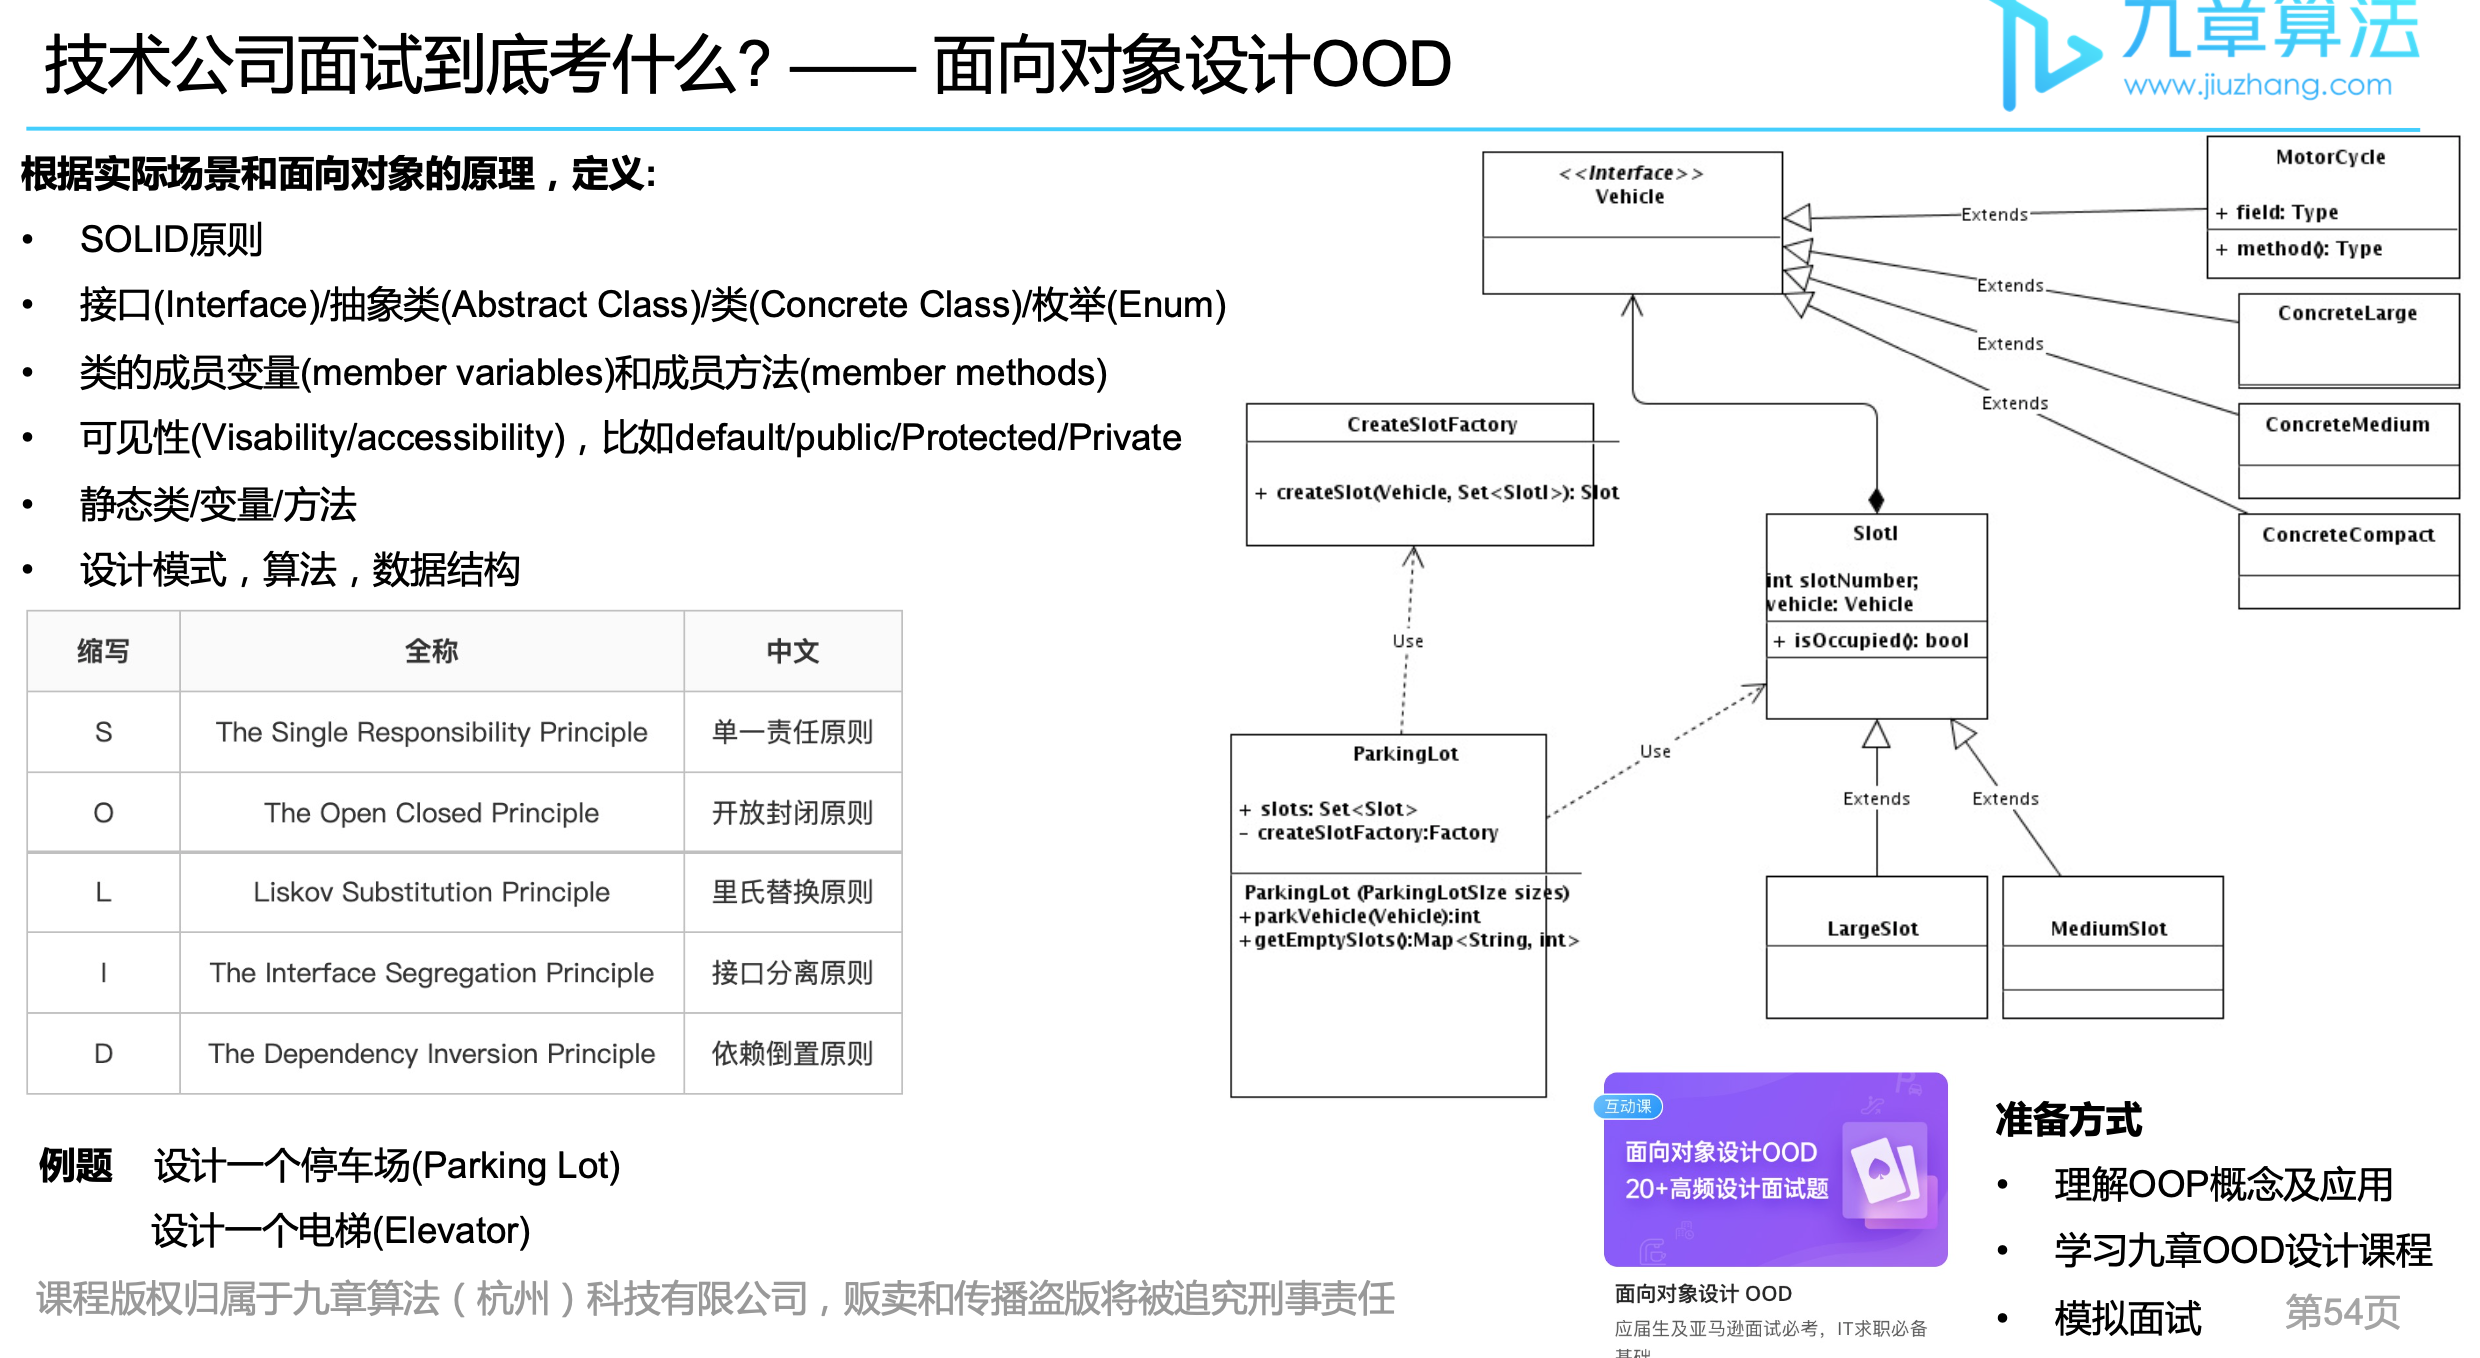 技术公司面试到底考什么? —— 面向对象设计OOD
九章算法
www.jiuzhang.com
根据实际场景和面向对象的原理，定义:
• SOLID原则
• 接口(Interface)/抽象类(Abstract Class)/类(Concrete Class)/枚举(Enum)
• 类的成员变量(member variables)和成员方法(member methods)
• 可见性(Visability/accessibility)，比如default/public/Protected/Private
• 静态类/变量/方法
• 设计模式，算法，数据结构
缩写 全称 中文
S The Single Responsibility Principle 单一责任原则
O The Open Closed Principle 开放封闭原则
L Liskov Substitution Principle 里氏替换原则
I The Interface Segregation Principle 接口分离原则
D The Dependency Inversion Principle 依赖倒置原则
例题 设计一个停车场(Parking Lot)
设计一个电梯(Elevator)
<<Interface>>
Vehicle
MotorCycle
+ field: Type
+ method(): Type
Extends
Extends
Extends
Extends
ConcreteLarge
ConcreteMedium
ConcreteCompact
CreateSlotFactory
+ createSlot(Vehicle, Set<SlotI>): Slot
SlotI
int slotNumber;
vehicle: Vehicle
+ isOccupied(): bool
Use
Use
ParkingLot
+ slots: Set<Slot>
- createSlotFactory:Factory
ParkingLot (ParkingLotSIze sizes)
+parkVehicle(Vehicle):int
+getEmptySlots():Map<String, int>
Extends
Extends
LargeSlot
MediumSlot
互动课
面向对象设计OOD
20+高频设计面试题
面向对象设计 OOD
应届生及亚马逊面试必考，IT求职必备
基础
准备方式
• 理解OOP概念及应用
• 学习九章OOD设计课程
• 模拟面试
课程版权归属于九章算法（杭州）科技有限公司，贩卖和传播盗版将被追究刑事责任
第54页